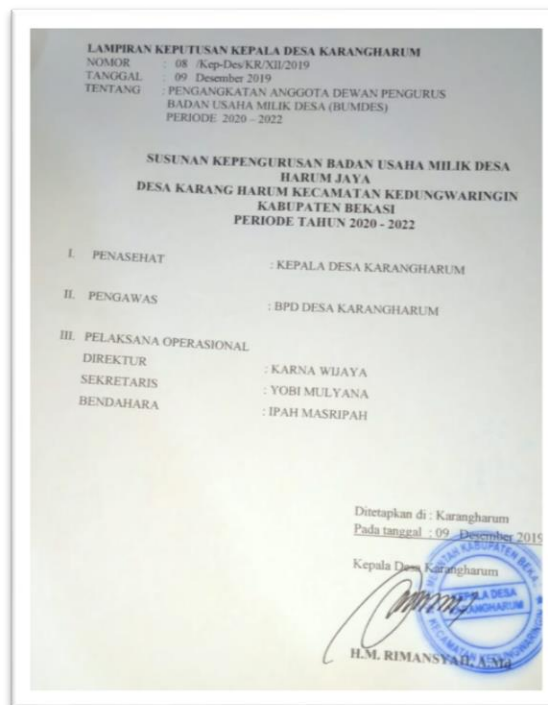 LAMPIRAN KEPUTUSAN KEPALA DESA KARANGHARUM
NOMOR : 08 /Kep-Des/KR/XII/2019
TANGGAL : 09 Desember 2019
TENTANG : PENGANGKATAN ANGGOTA DEWAN PENGURUS
BADAN USAHA MILIK DESA (BUMDES)
PERIODE 2020 – 2022
SUSUNAN KEPENGURUSAN BADAN USAHA MILIK DESA
HARUM JAYA
DESA KARANG HARUM KECAMATAN KEDUNGWARINGIN
KABUPATEN BEKASI
PERIODE TAHUN 2020 - 2022
I. PENASEHAT : KEPALA DESA KARANGHARUM
II. PENGAWAS : BPD DESA KARANGHARUM
III. PELAKSANA OPERASIONAL
DIREKTUR : KARNA WIJAYA
SEKRETARIS : YOBI MULYANA
BENDAHARA : IPAH MASRIPAH
Ditetapkan di : Karangharum
Pada tanggal : 09 Desember 2019
Kepala Desa Karangharum
KEPALA DESA
KARANGHARUM
KECAMATAN KEDUNGWARINGIN
H.M. RIMANSYAH, A.Md